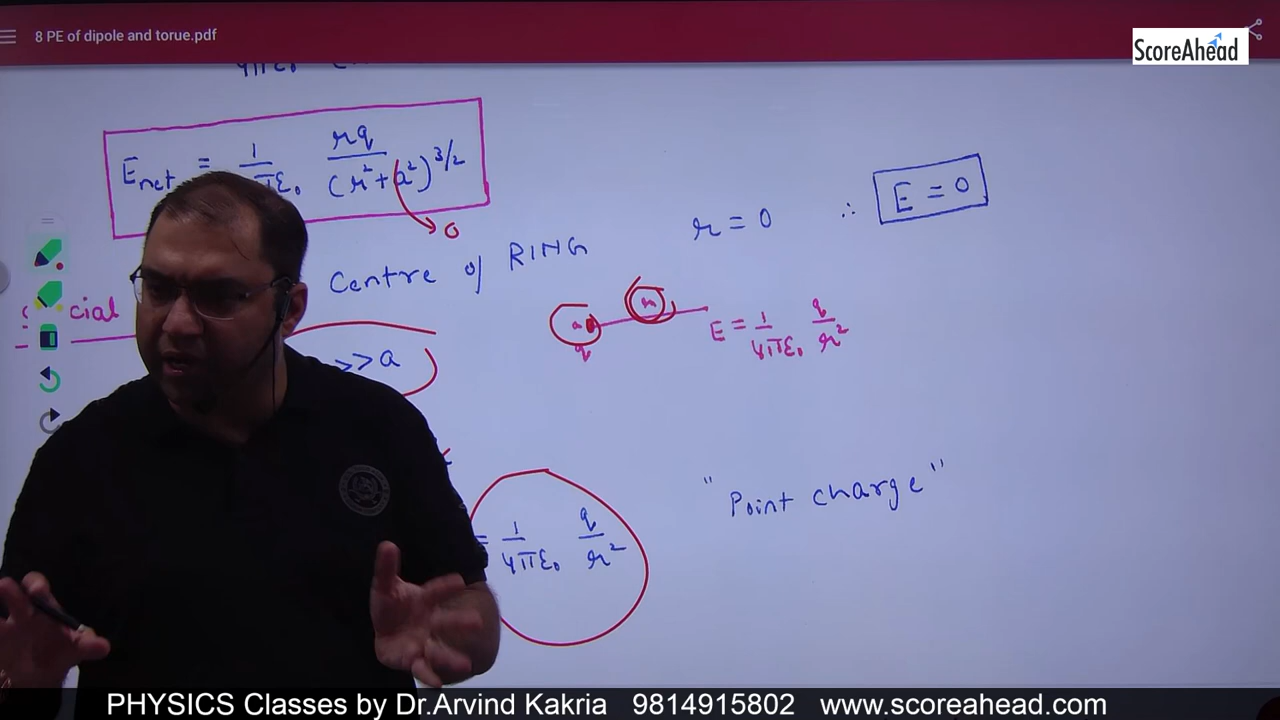 8 PE of dipole and torue.pdf
ScoreAhead
4πε₀
Enet = 1/πε₀ rq/(r²+a²)^3/2
0
r = 0 ∴ E = 0
Centre of RING
cial
>>a
a r
q
E = 1/4πε₀ q/r²
= 1/4πε₀ q/r²
"Point charge"
PHYSICS Classes by Dr.Arvind Kakria 9814915802 www.scoreahead.com